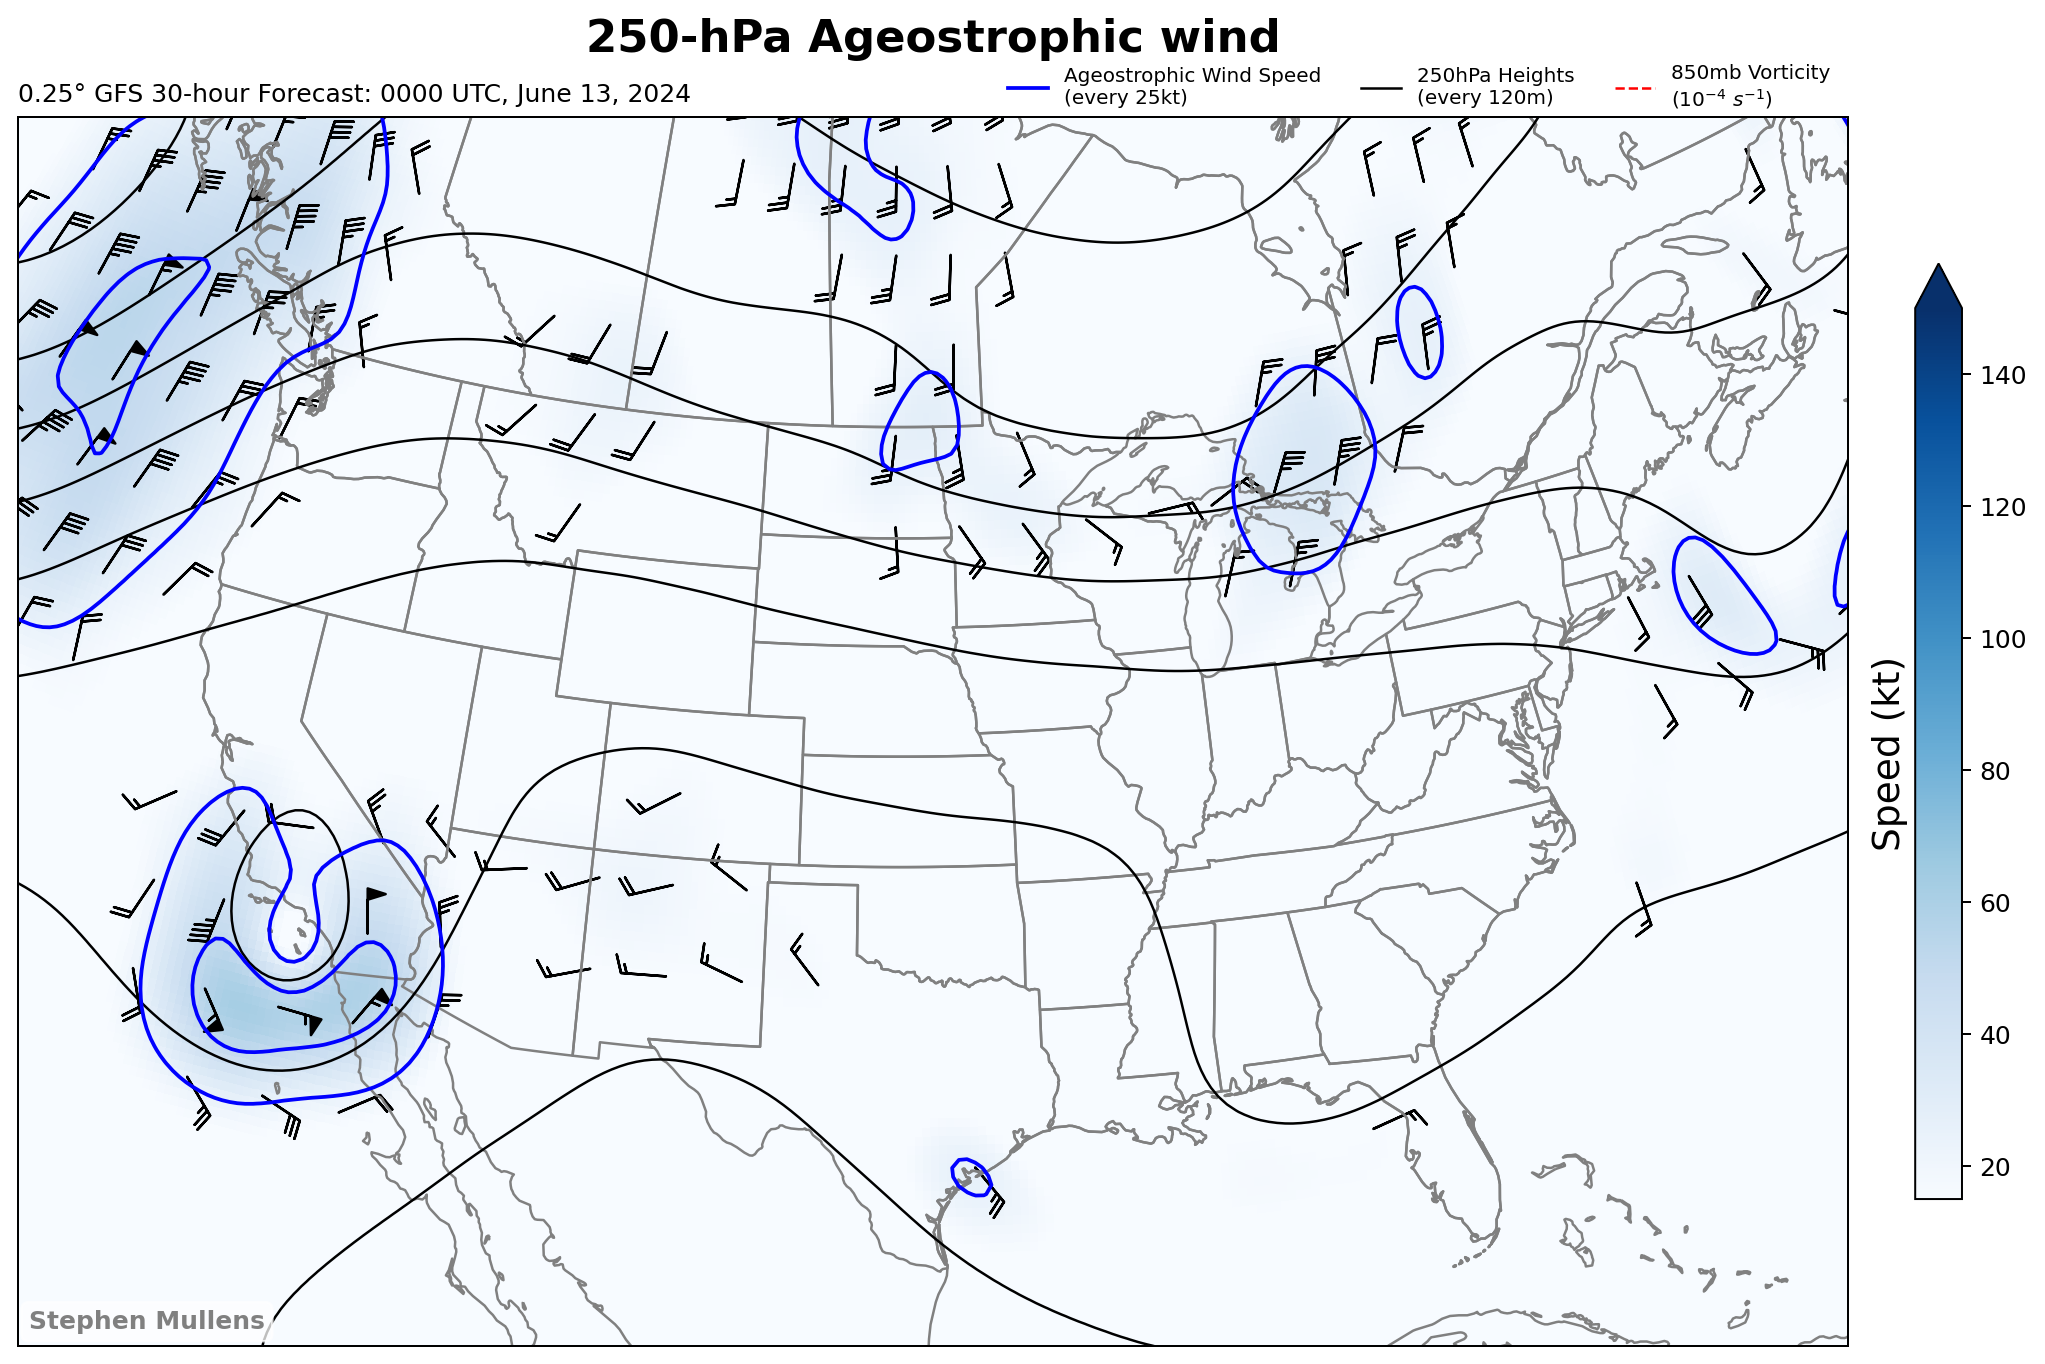 250-hPa Ageostrophic wind
0.25° GFS 30-hour Forecast: 0000 UTC, June 13, 2024
Ageostrophic Wind Speed
(every 25kt)
250hPa Heights
(every 120m)
850mb Vorticity
(10⁻⁴ s⁻¹)
140
120
100
80
60
40
20
Speed (kt)
Stephen Mullens